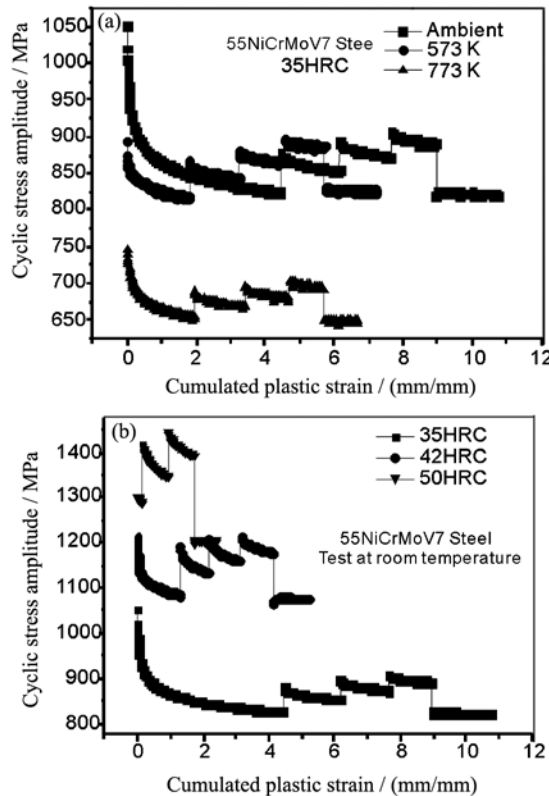 (a)
55NiCrMoV7 Stee
35HRC
Ambient
573 K
773 K
Cyclic stress amplitude / MPa
1050
1000
950
900
850
800
750
700
650
0 2 4 6 8 10 12
Cumulated plastic strain / (mm/mm)
(b)
35HRC
42HRC
50HRC
55NiCrMoV7 Steel
Test at room temperature
Cyclic stress amplitude / MPa
1400
1300
1200
1100
1000
900
800
0 2 4 6 8 10 12
Cumulated plastic strain / (mm/mm)